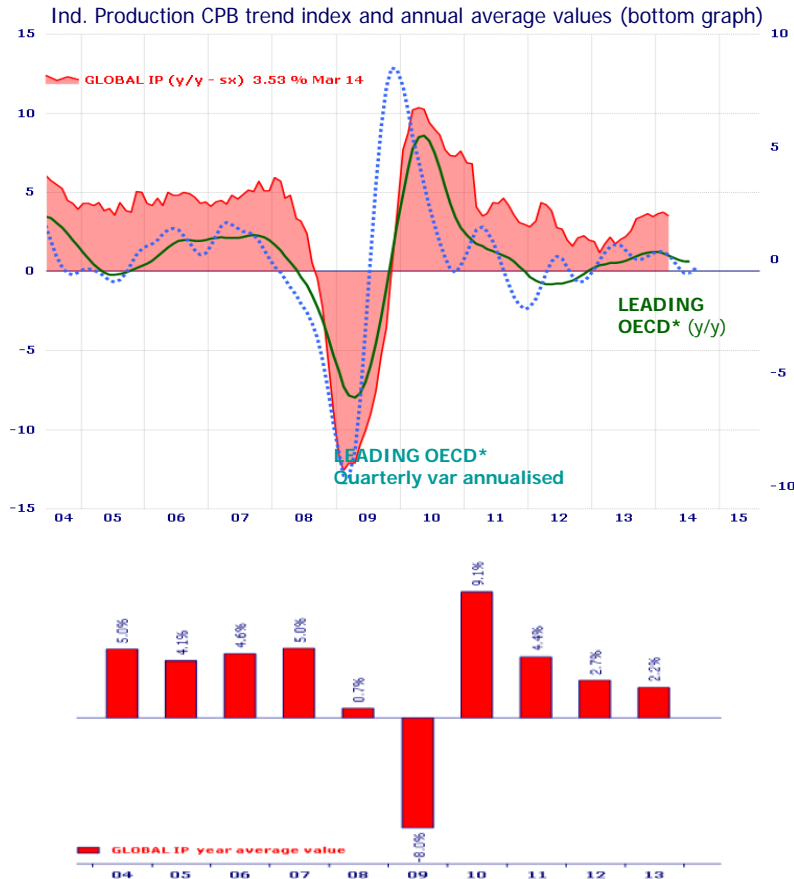 Ind. Production CPB trend index and annual average values (bottom graph)
15
10
5
0
-5
-10
-15
10
5
0
-5
-10
GLOBAL IP (y/y - sx) 3.53 % Mar 14
LEADING
OECD* (y/y)
LEADING OECD*
Quarterly var annualised
04 05 06 07 08 09 10 11 12 13 14 15
5.0% 4.1% 4.6% 5.0% 0.7% -8.0% 9.1% 4.4% 2.7% 2.2%
GLOBAL IP year average value
04 05 06 07 08 09 10 11 12 13